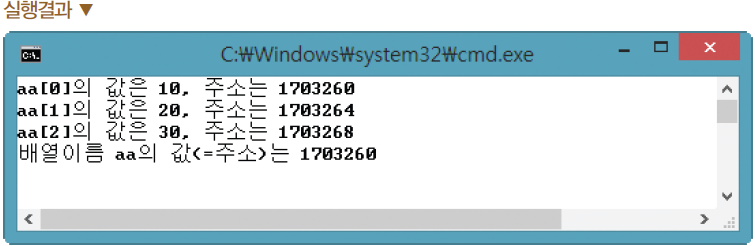 실행결과 ▼
C:\Windows\system32\cmd.exe
aa[0]의 값은 10, 주소는 1703260
aa[1]의 값은 20, 주소는 1703264
aa[2]의 값은 30, 주소는 1703268
배열이름 aa의 값(=주소)는 1703260